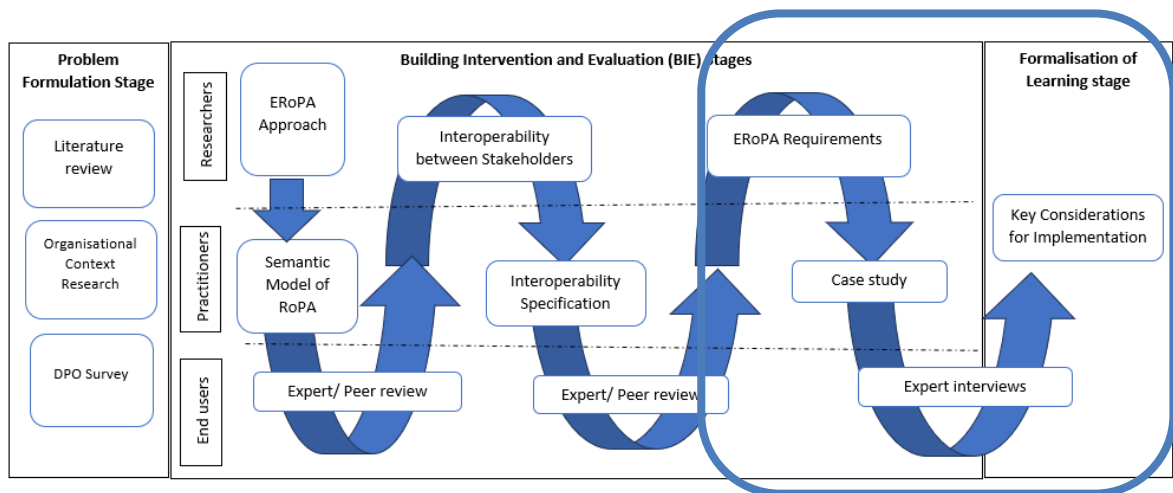 Problem
Formulation Stage
Literature
review
Organisational
Context
Research
DPO Survey
Building Intervention and Evaluation (BIE) Stages
Researchers
Practitioners
End users
ERoPA
Approach
Semantic
Model of
RoPA
Expert/ Peer review
Interoperability
between Stakeholders
Interoperability
Specification
Expert/ Peer review
ERoPA Requirements
Case study
Expert interviews
Formalisation of
Learning stage
Key Considerations
for Implementation